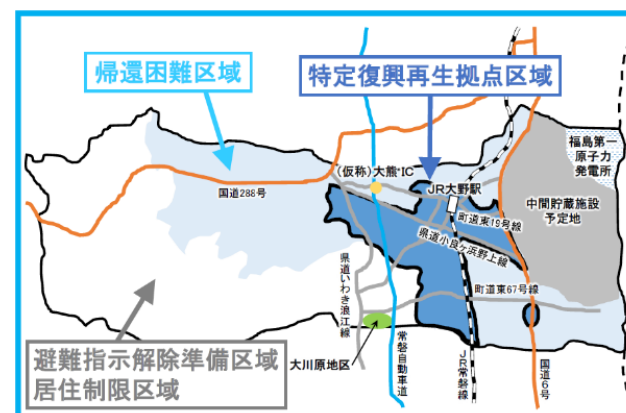 帰還困難区域
特定復興再生拠点区域
福島第一
原子力
発電所
(仮称)大熊・IC
JR大野駅
国道288号
中間貯蔵施設
予定地
町道東19号線
県道小良ヶ浜野上線
県道いわき浪江線
町道東67号線
避難指示解除準備区域
居住制限区域
大川原地区
常磐自動車道
JR常磐線
国道6号